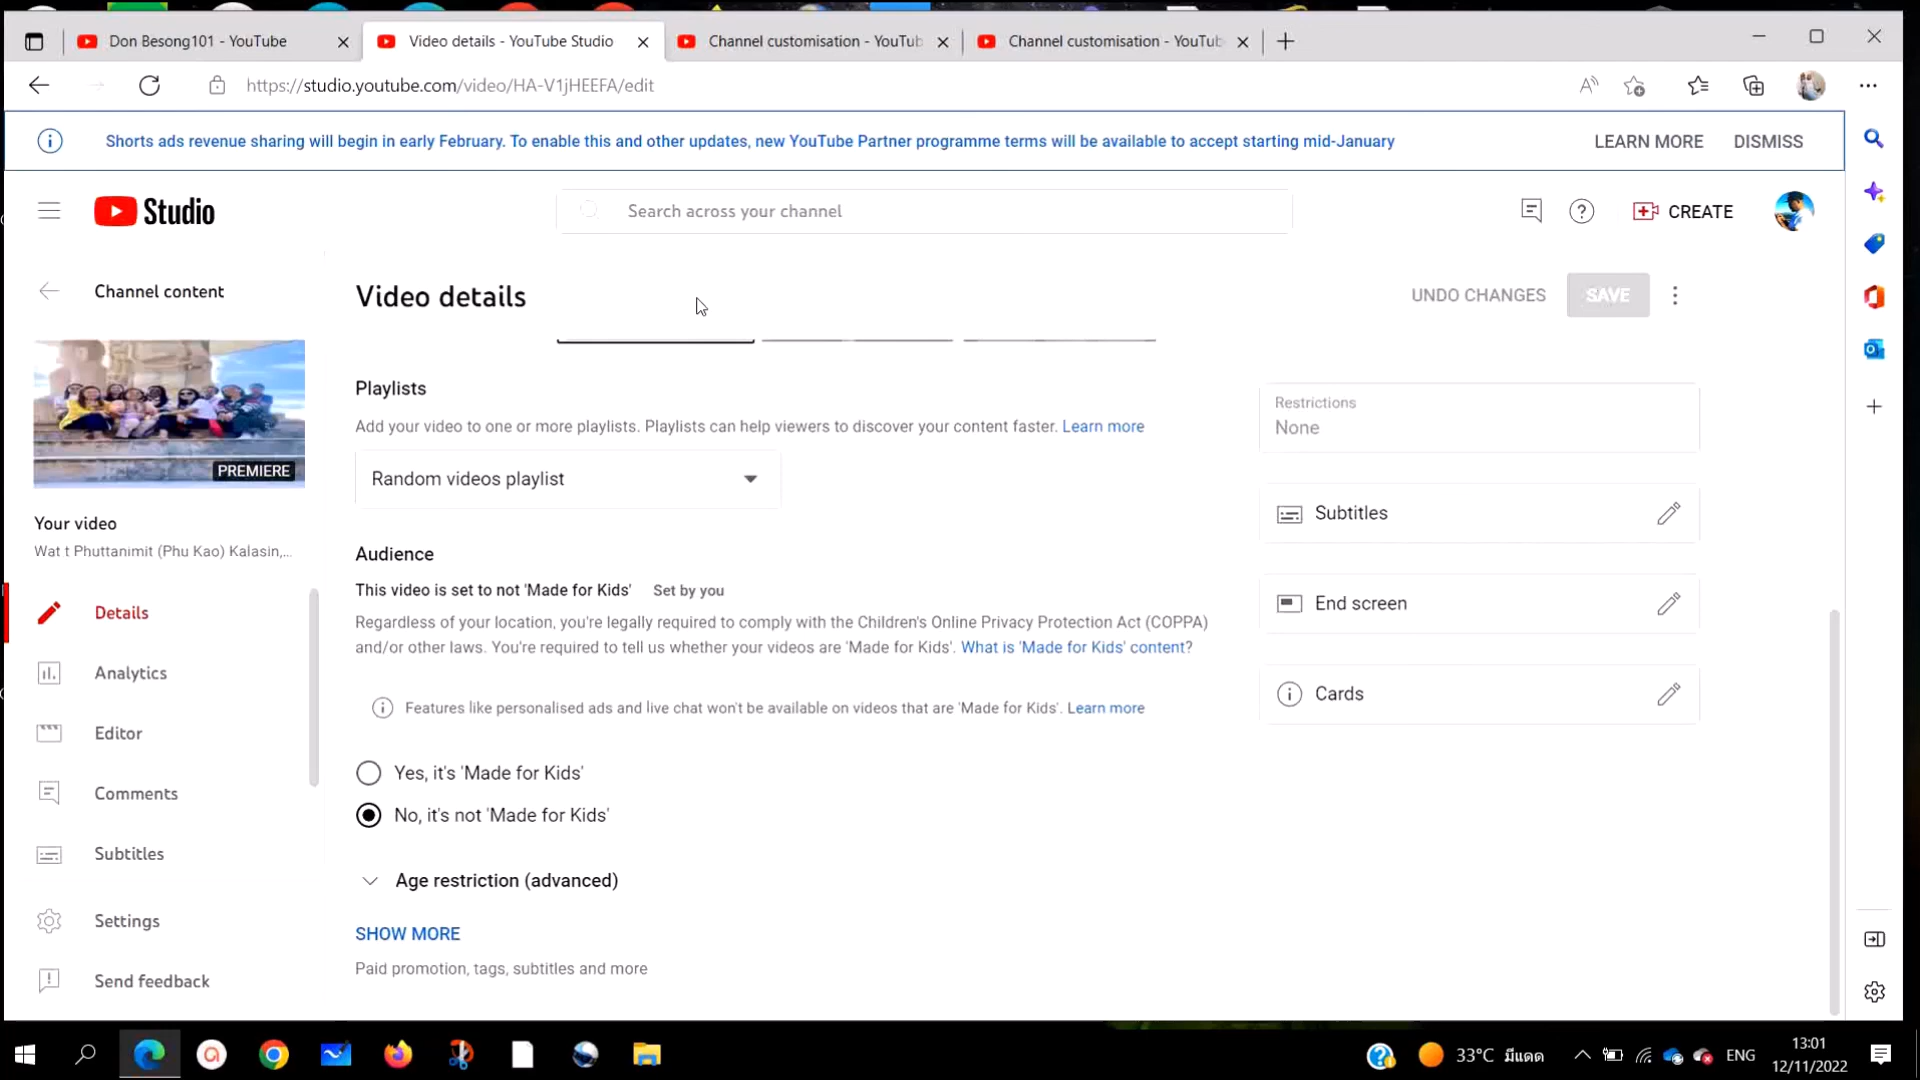 Don Besong101 - YouTube
Video details - YouTube Studio
Channel customisation - YouTub
Channel customisation - YouTub
https://studio.youtube.com/video/HA-V1jHEEFA/edit
Shorts ads revenue sharing will begin in early February. To enable this and other updates, new YouTube Partner programme terms will be available to accept starting mid-January
LEARN MORE
DISMISS
Studio
Search across your channel
CREATE
Channel content
Video details
UNDO CHANGES
SAVE
PREMIERE
Your video
Wat t Phuttanimit (Phu Kao) Kalasin,...
Details
Analytics
Editor
Comments
Subtitles
Settings
Send feedback
Playlists
Add your video to one or more playlists. Playlists can help viewers to discover your content faster. Learn more
Random videos playlist
Audience
This video is set to not 'Made for Kids' Set by you
Regardless of your location, you're legally required to comply with the Children's Online Privacy Protection Act (COPPA)
and/or other laws. You're required to tell us whether your videos are 'Made for Kids'. What is 'Made for Kids' content?
Features like personalised ads and live chat won't be available on videos that are 'Made for Kids'. Learn more
Yes, it's 'Made for Kids'
No, it's not 'Made for Kids'
Age restriction (advanced)
SHOW MORE
Paid promotion, tags, subtitles and more
Restrictions
None
Subtitles
End screen
Cards
33°C มีแดด
ENG
13:01
12/11/2022